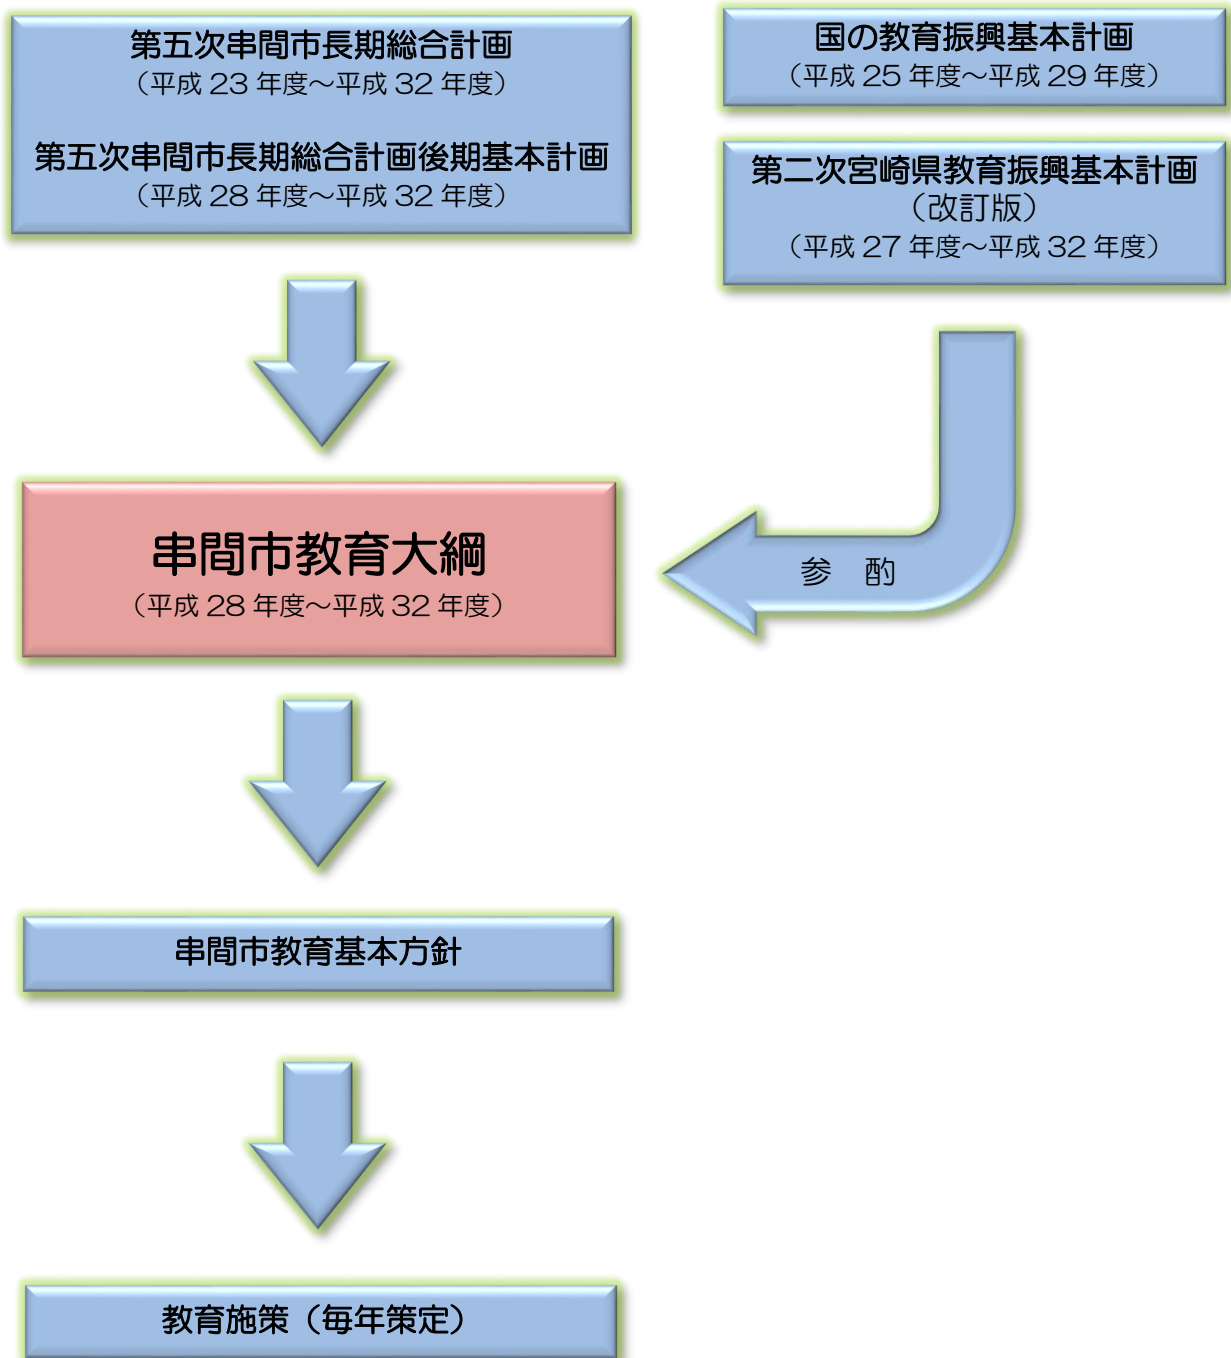 第五次串間市長期総合計画
（平成 23 年度～平成 32 年度）
第五次串間市長期総合計画後期基本計画
（平成 28 年度～平成 32 年度）
国の教育振興基本計画
（平成 25 年度～平成 29 年度）
第二次宮崎県教育振興基本計画
（改訂版）
（平成 27 年度～平成 32 年度）
串間市教育大綱
（平成 28 年度～平成 32 年度）
参　酌
串間市教育基本方針
教育施策（毎年策定）